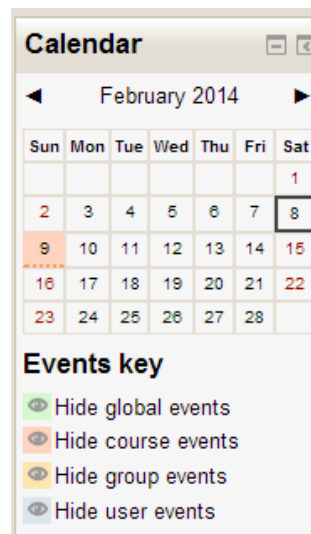 Calendar
◄ February 2014 ►
Sun Mon Tue Wed Thu Fri Sat
1
2 3 4 5 6 7 8
9 10 11 12 13 14 15
16 17 18 19 20 21 22
23 24 25 26 27 28
Events key
Hide global events
Hide course events
Hide group events
Hide user events